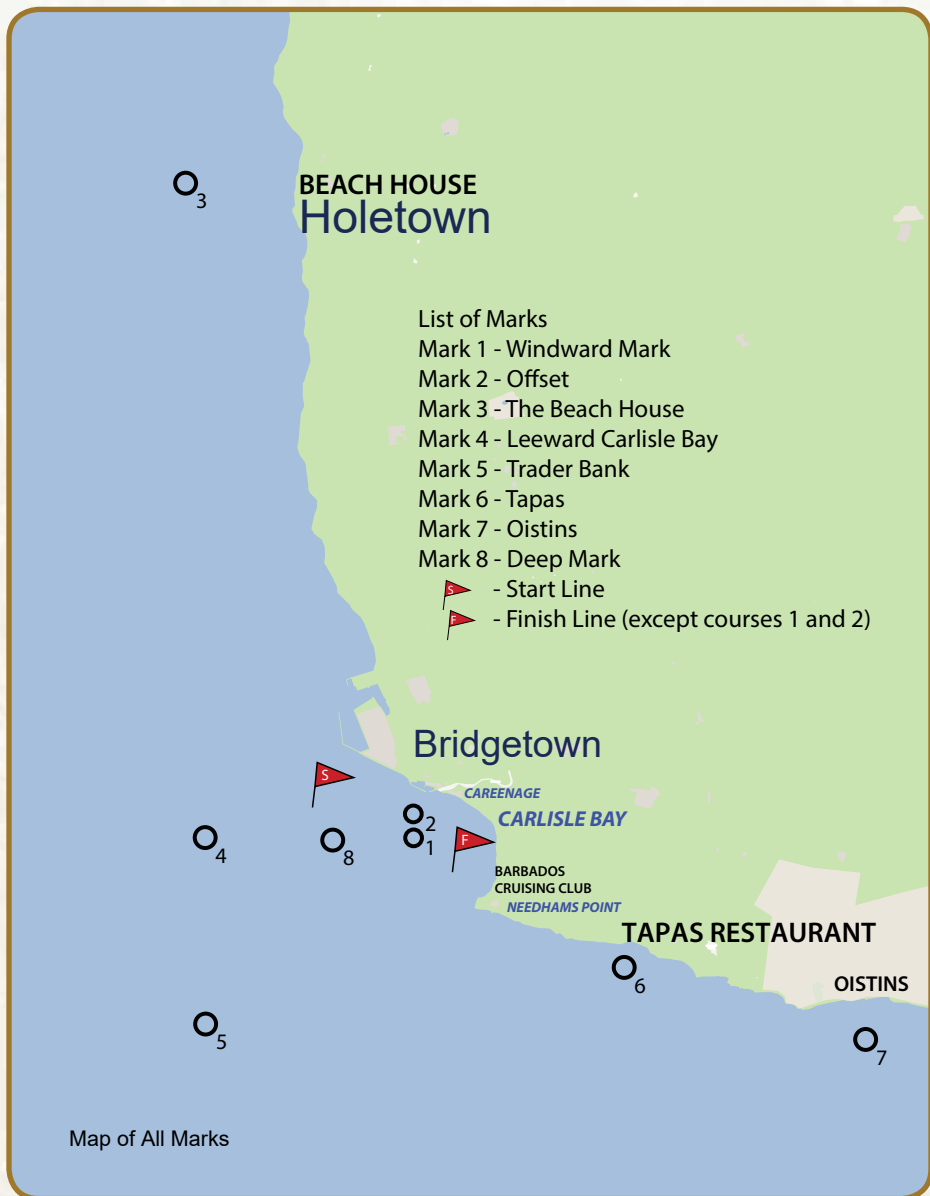 3
BEACH HOUSE
Holetown
List of Marks
Mark 1 - Windward Mark
Mark 2 - Offset
Mark 3 - The Beach House
Mark 4 - Leeward Carlisle Bay
Mark 5 - Trader Bank
Mark 6 - Tapas
Mark 7 - Oistins
Mark 8 - Deep Mark
S - Start Line
F - Finish Line (except courses 1 and 2)
Bridgetown
S
CAREENAGE
2
CARLISLE BAY
4
8
1
F
BARBADOS
CRUISING CLUB
NEEDHAMS POINT
TAPAS RESTAURANT
6
OISTINS
5
7
Map of All Marks